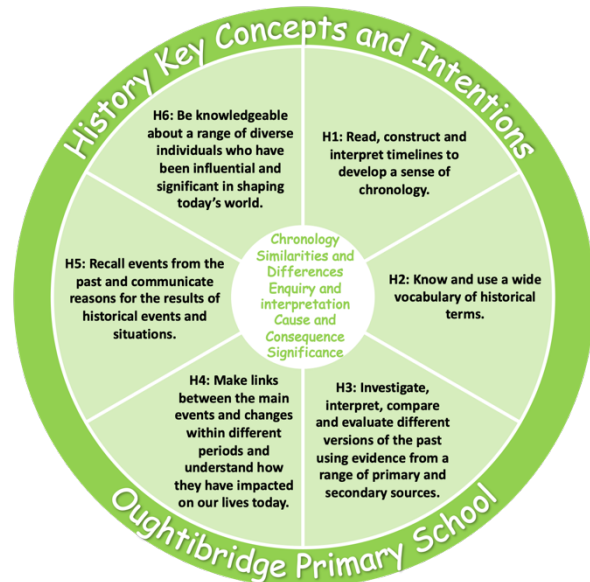 History Key Concepts and Intentions
H1: Read, construct and
interpret timelines to
develop a sense of
chronology.
H2: Know and use a wide
vocabulary of historical
terms.
H3: Investigate,
interpret, compare
and evaluate different
versions of the past
using evidence from a
range of primary and
secondary sources.
H4: Make links
between the main
events and changes
within different
periods and
understand how
they have impacted
on our lives today.
H5: Recall events from the
past and communicate
reasons for the results of
historical events and
situations.
H6: Be knowledgeable
about a range of diverse
individuals who have
been influential and
significant in shaping
today's world.
Chronology
Similarities and
Differences
Enquiry and
interpretation
Cause and
Consequence
Significance
Oughtibridge Primary School